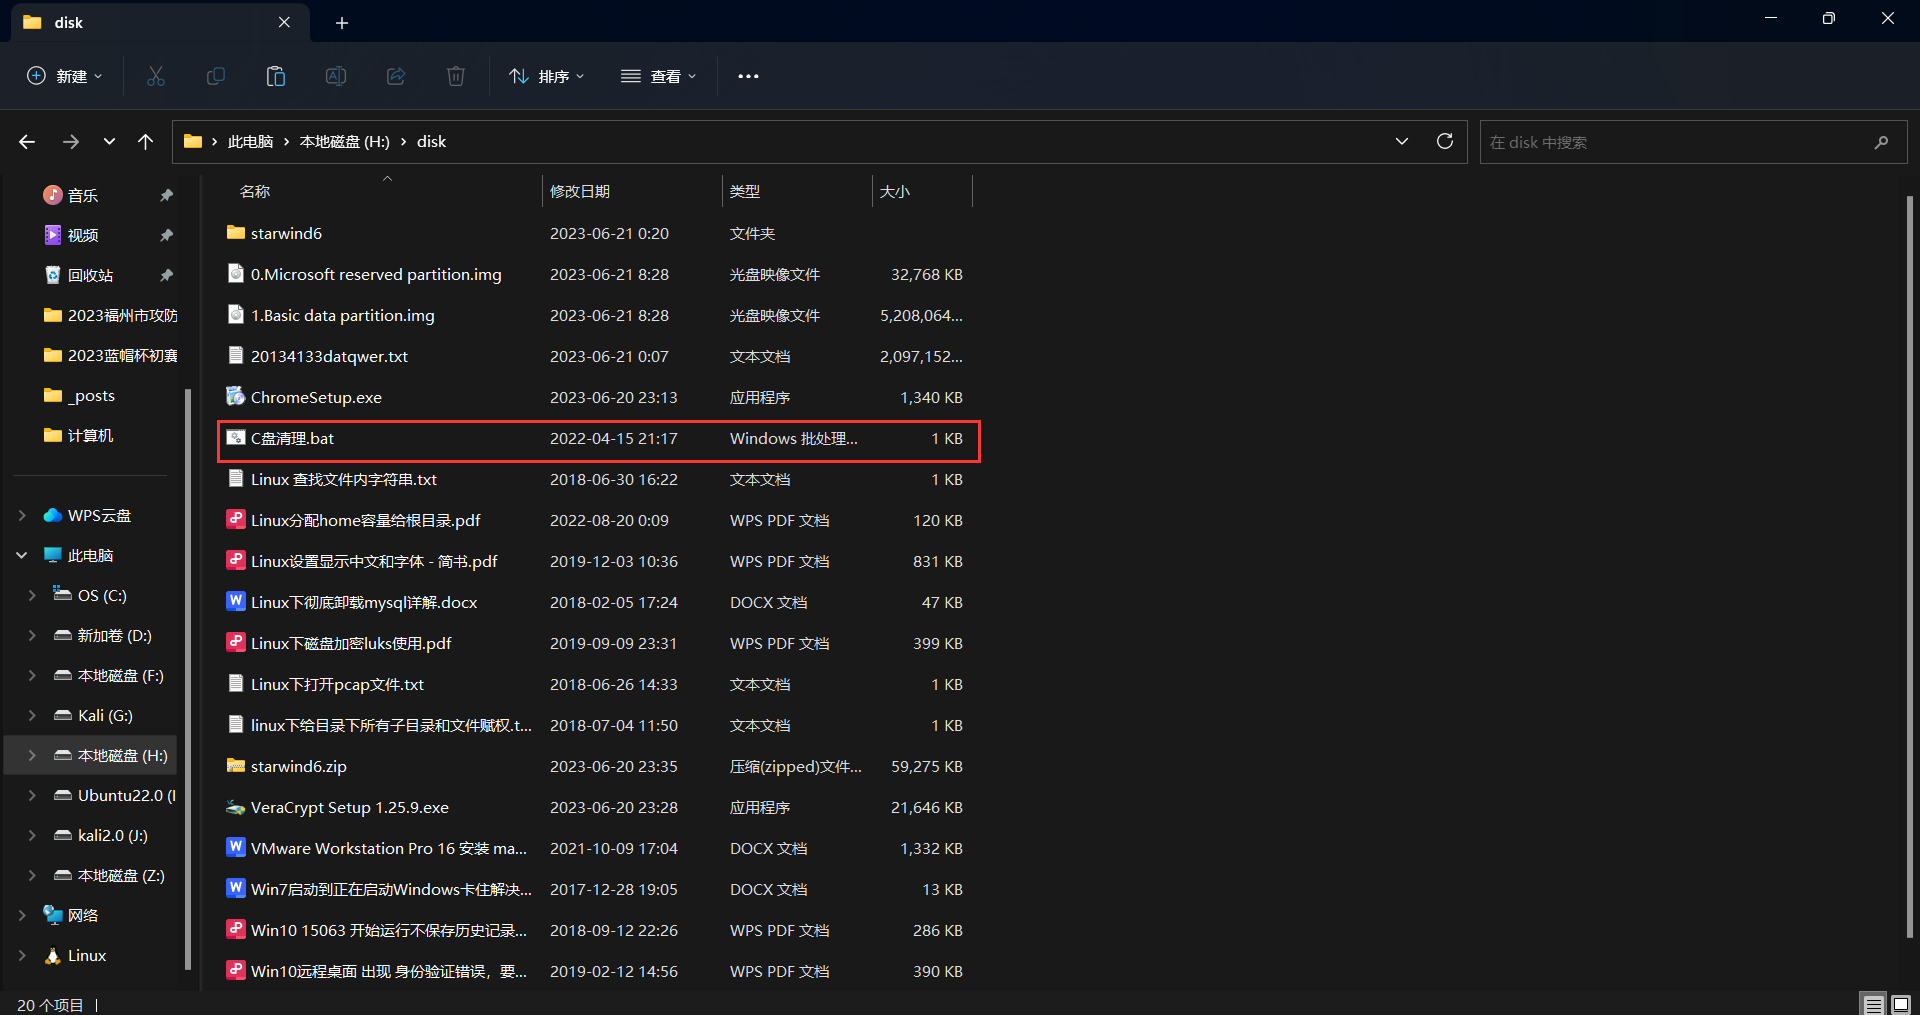 disk
新建
排序
查看
此电脑 › 本地磁盘 (H:) › disk
在 disk 中搜索
音乐
视频
回收站
2023福州市攻防
2023蓝帽杯初赛
_posts
计算机
WPS云盘
此电脑
OS (C:)
新加卷 (D:)
本地磁盘 (F:)
Kali (G:)
本地磁盘 (H:)
Ubuntu22.0 (I
kali2.0 (J:)
本地磁盘 (Z:)
网络
Linux
名称 修改日期 类型 大小
starwind6 2023-06-21 0:20 文件夹
0.Microsoft reserved partition.img 2023-06-21 8:28 光盘映像文件 32,768 KB
1.Basic data partition.img 2023-06-21 8:28 光盘映像文件 5,208,064...
20134133datqwer.txt 2023-06-21 0:07 文本文档 2,097,152...
ChromeSetup.exe 2023-06-20 23:13 应用程序 1,340 KB
C盘清理.bat 2022-04-15 21:17 Windows 批处理... 1 KB
Linux 查找文件内字符串.txt 2018-06-30 16:22 文本文档 1 KB
Linux分配home容量给根目录.pdf 2022-08-20 0:09 WPS PDF 文档 120 KB
Linux设置显示中文和字体 - 简书.pdf 2019-12-03 10:36 WPS PDF 文档 831 KB
Linux下彻底卸载mysql详解.docx 2018-02-05 17:24 DOCX 文档 47 KB
Linux下磁盘加密luks使用.pdf 2019-09-09 23:31 WPS PDF 文档 399 KB
Linux下打开pcap文件.txt 2018-06-26 14:33 文本文档 1 KB
linux下给目录下所有子目录和文件赋权.t... 2018-07-04 11:50 文本文档 1 KB
starwind6.zip 2023-06-20 23:35 压缩(zipped)文件... 59,275 KB
VeraCrypt Setup 1.25.9.exe 2023-06-20 23:28 应用程序 21,646 KB
VMware Workstation Pro 16 安装 ma... 2021-10-09 17:04 DOCX 文档 1,332 KB
Win7启动到正在启动Windows卡住解决... 2017-12-28 19:05 DOCX 文档 13 KB
Win10 15063 开始运行不保存历史记录... 2018-09-12 22:26 WPS PDF 文档 286 KB
Win10远程桌面 出现 身份验证错误，要... 2019-02-12 14:56 WPS PDF 文档 390 KB
20 个项目